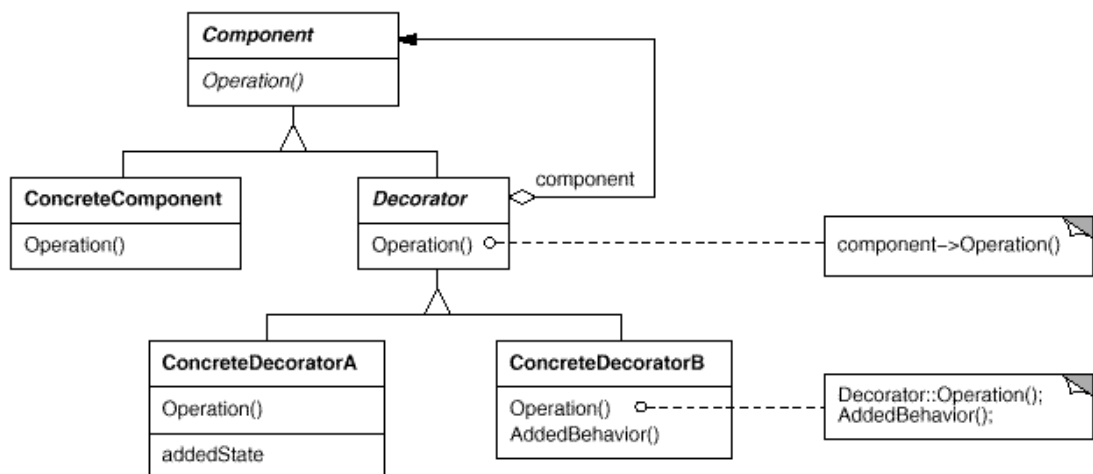 Component
Operation()
ConcreteComponent
Operation()
Decorator
Operation()
component
component->Operation()
ConcreteDecoratorA
Operation()
addedState
ConcreteDecoratorB
Operation()
AddedBehavior()
Decorator::Operation();
AddedBehavior();